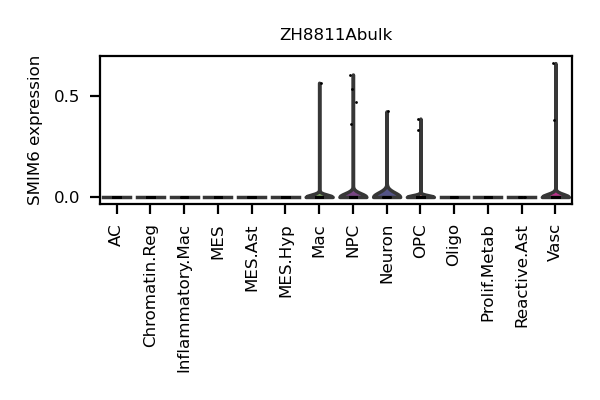 ZH8811Abulk
SMIM6 expression
0.5
0.0
AC
Chromatin.Reg
Inflammatory.Mac
MES
MES.Ast
MES.Hyp
Mac
NPC
Neuron
OPC
Oligo
Prolif.Metab
Reactive.Ast
Vasc